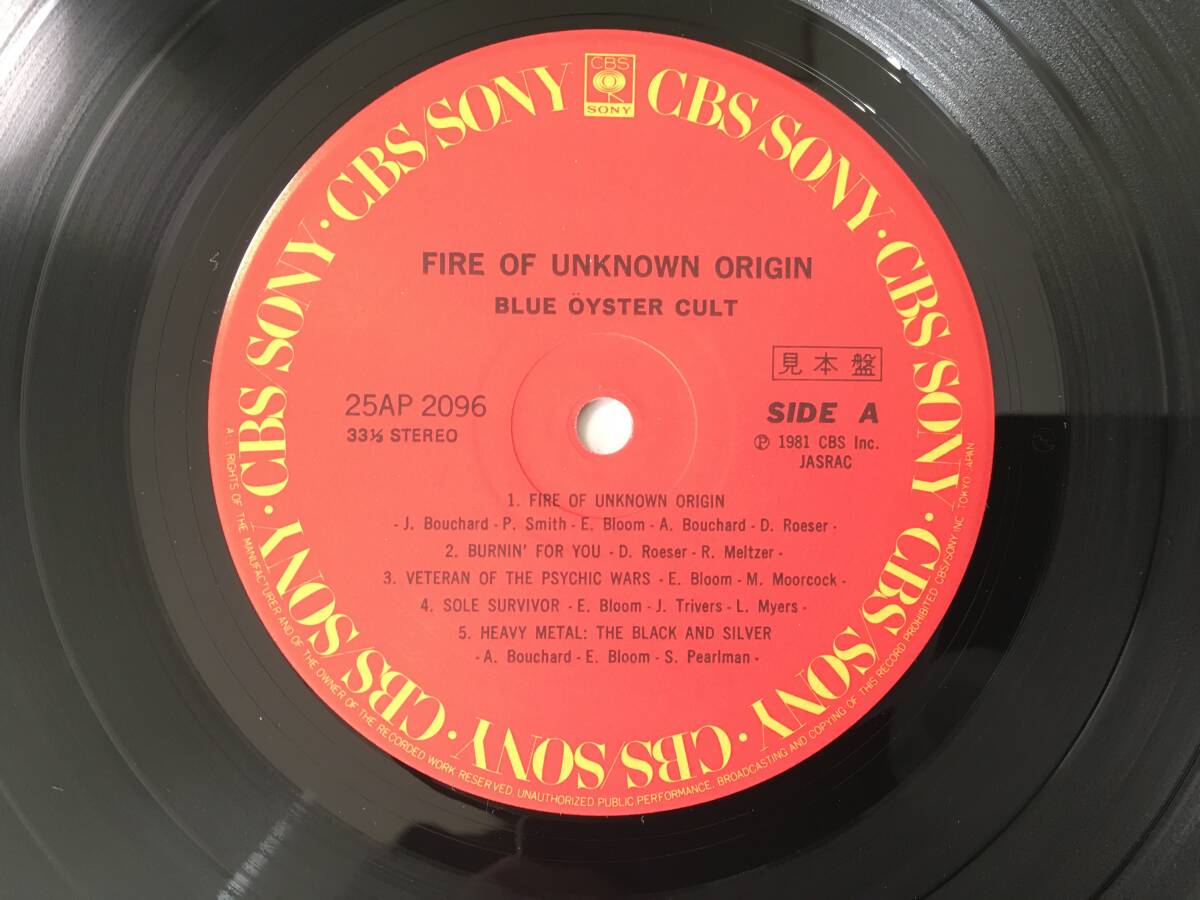 CBS
SONY
CBS/SONY · CBS/SONY · CBS/SONY · CBS/SONY · CBS/SONY · CBS/SONY · CBS/SONY · CBS/SONY · CBS/SONY
FIRE OF UNKNOWN ORIGIN
BLUE ÖYSTER CULT
見本盤
25AP 2096
SIDE A
33⅓ STEREO
Ⓟ 1981 CBS Inc.
JASRAC
1. FIRE OF UNKNOWN ORIGIN
- J. Bouchard - P. Smith - E. Bloom - A. Bouchard - D. Roeser -
2. BURNIN' FOR YOU - D. Roeser - R. Meltzer -
3. VETERAN OF THE PSYCHIC WARS - E. Bloom - M. Moorcock -
4. SOLE SURVIVOR - E. Bloom - J. Trivers - L. Myers -
5. HEAVY METAL: THE BLACK AND SILVER
- A. Bouchard - E. Bloom - S. Pearlman -
ALL RIGHTS OF THE MANUFACTURER AND OF THE OWNER OF THE RECORDED WORK RESERVED. UNAUTHORIZED PUBLIC PERFORMANCE, BROADCASTING AND COPYING OF THIS RECORD PROHIBITED CBS/SONY INC. TOKYO, JAPAN